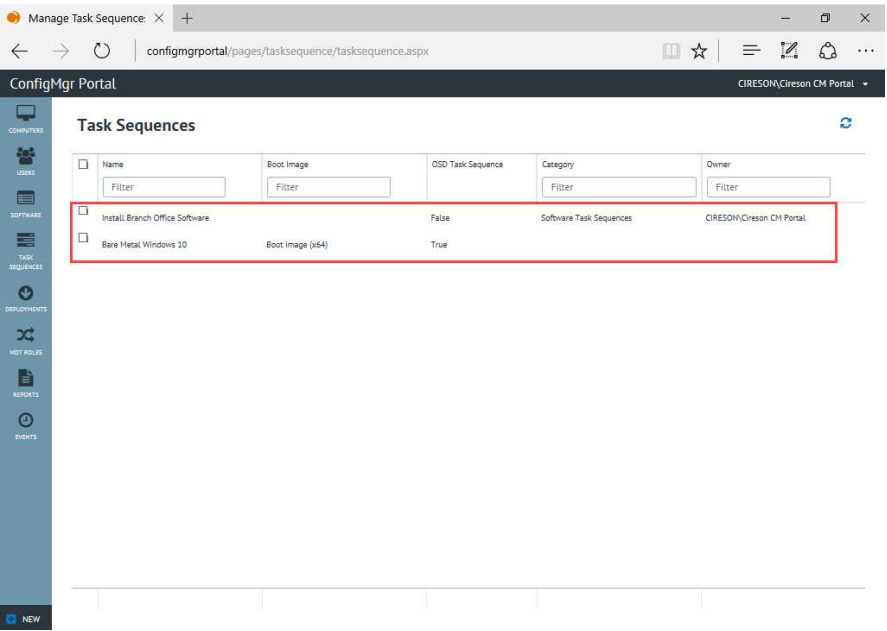 Manage Task Sequence:
configmgrportal/pages/tasksequence/tasksequence.aspx
ConfigMgr Portal CIRESON\Cireson CM Portal
COMPUTERS
USERS
SOFTWARE
TASK
SEQUENCES
DEPLOYMENTS
MDT ROLES
REPORTS
EVENTS
NEW
Task Sequences
Name Boot Image OSD Task Sequence Category Owner
Filter Filter Filter Filter
Install Branch Office Software False Software Task Sequences CIRESON\Cireson CM Portal
Bare Metal Windows 10 Boot image (x64) True